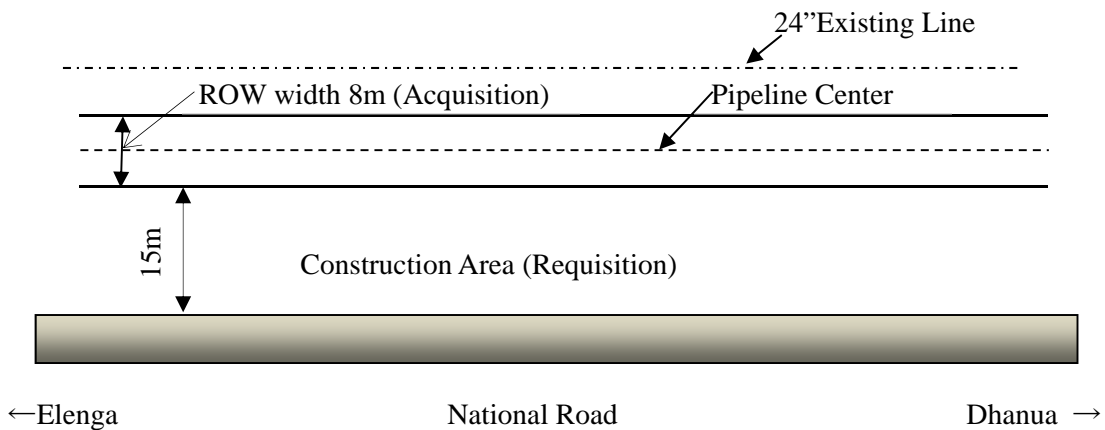 24”Existing Line
ROW width 8m (Acquisition)
Pipeline Center
15m
Construction Area (Requisition)
←Elenga
National Road
Dhanua →